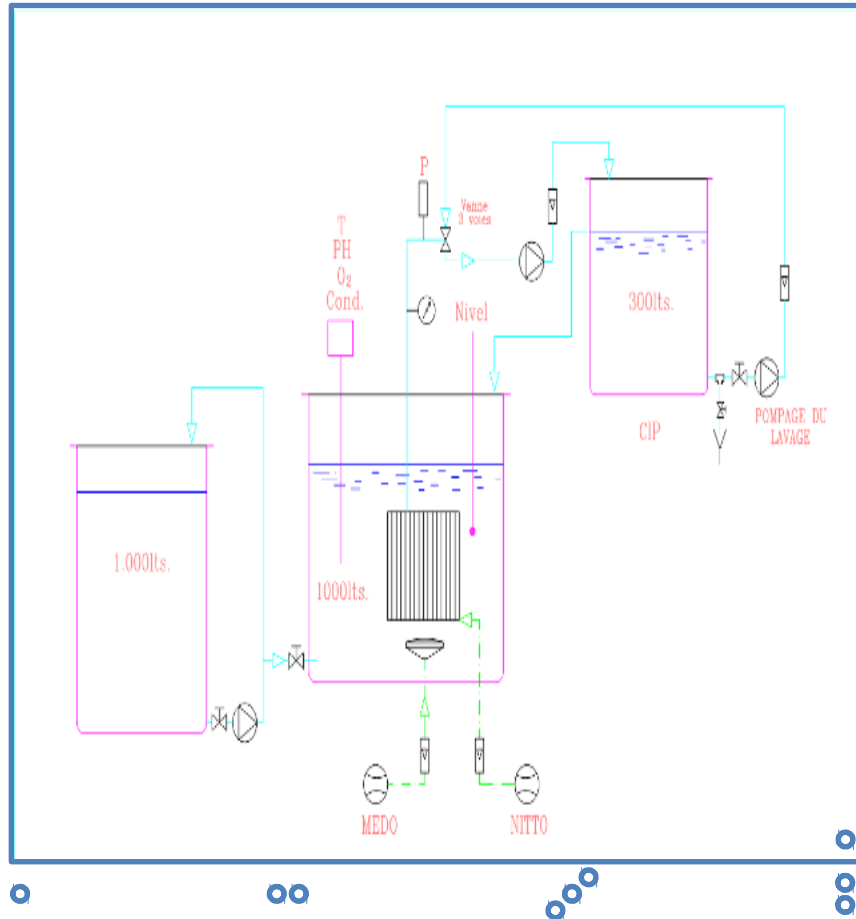 P
Vanne
3 voies
T
PH
O₂
Cond.
Nivel
300lts.
CIP
POMPAGE DU
LAVAGE
1.000lts.
1000lts.
MEDO
NITTO